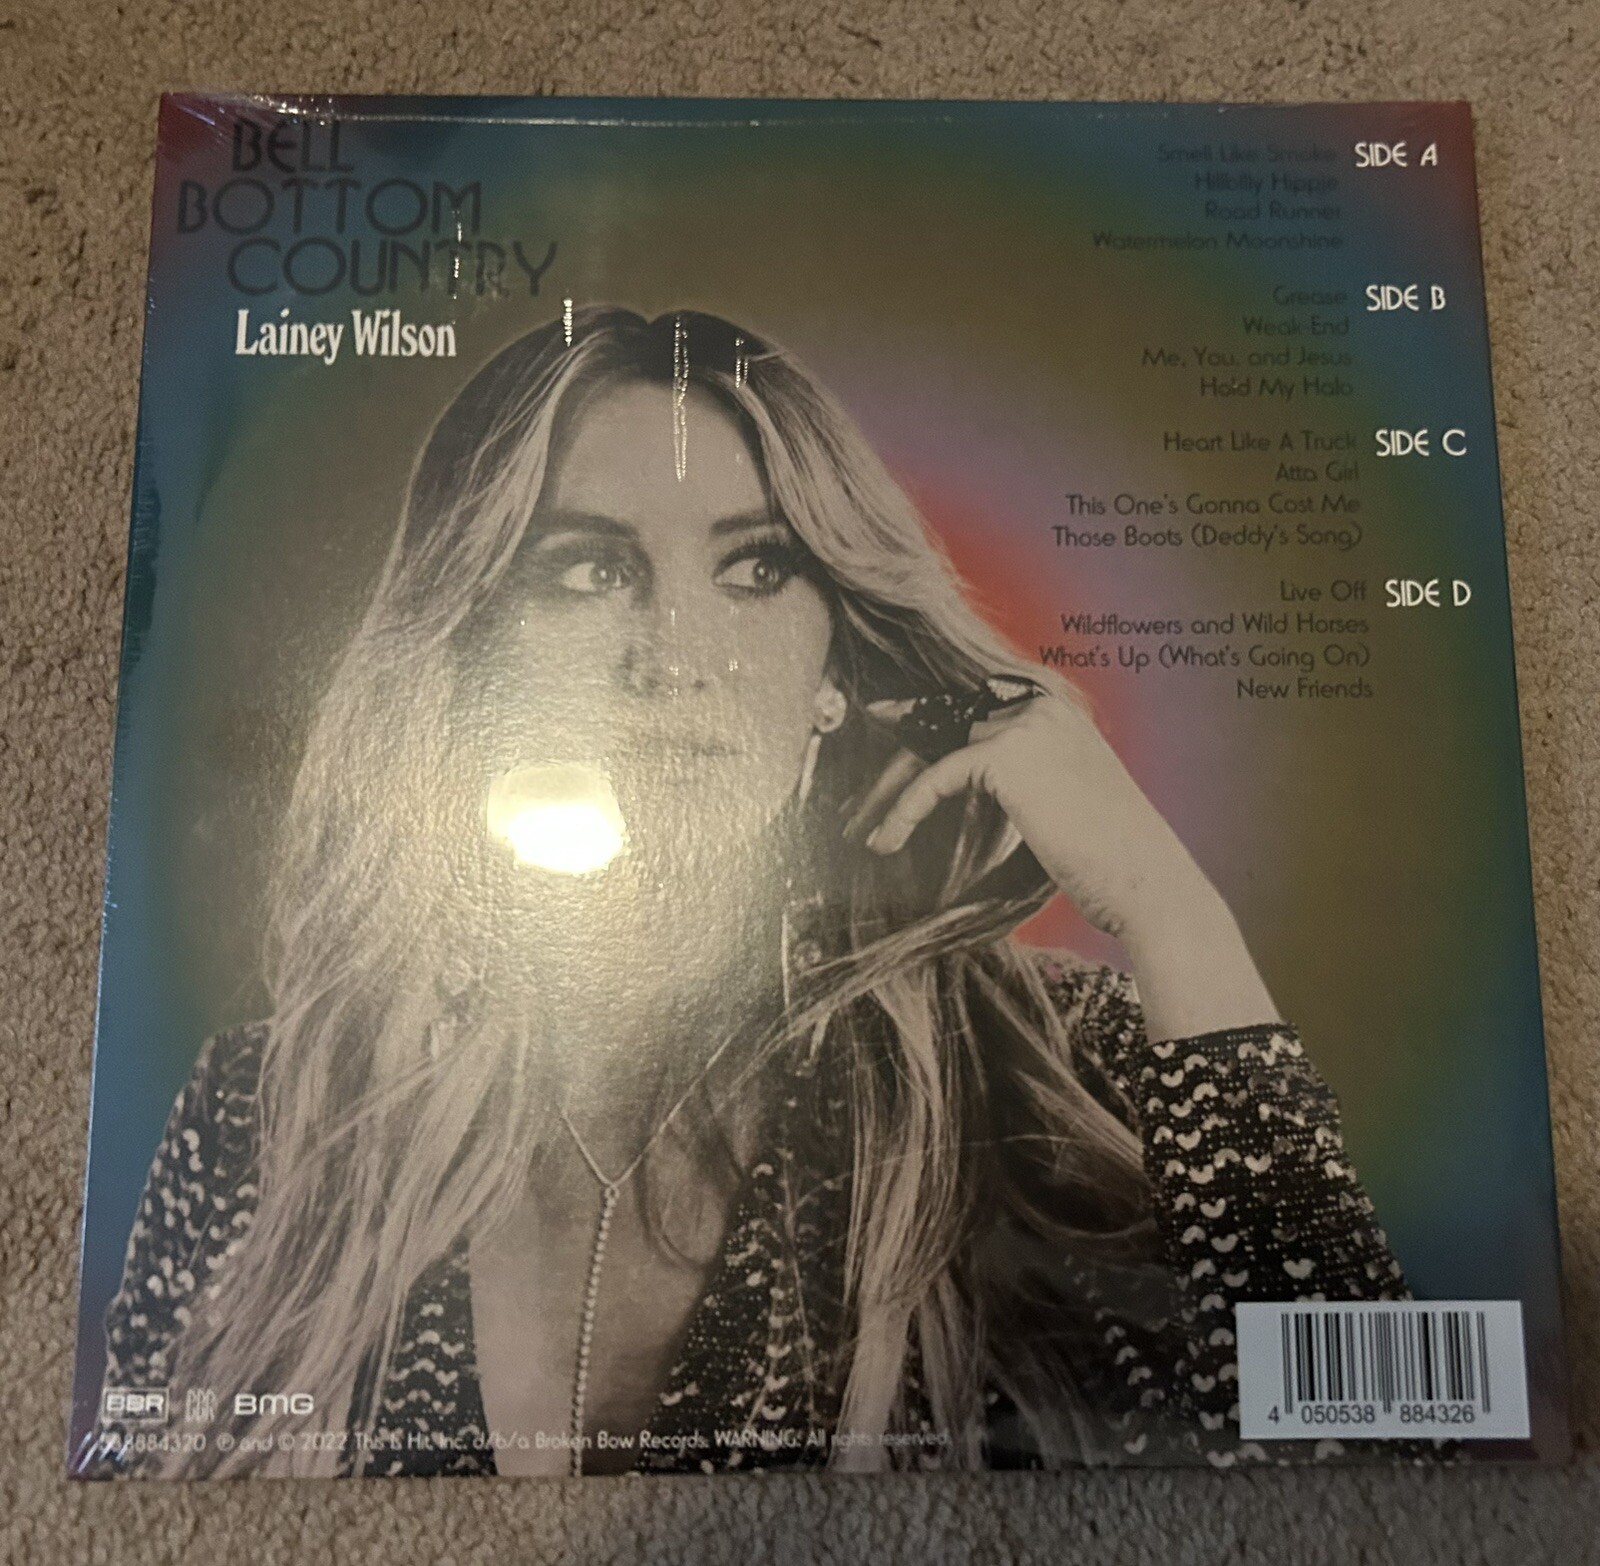 BELL
BOTTOM
COUNTRY
Lainey Wilson
SIDE A
Smell Like Smoke
Hillbilly Hippie
Road Runner
Watermelon Moonshine
SIDE B
Grease
Weak-End
Me, You, and Jesus
Hold My Halo
SIDE C
Heart Like A Truck
Atta Girl
This One's Gonna Cost Me
Those Boots (Deddy's Song)
SIDE D
Live Off
Wildflowers and Wild Horses
What's Up (What's Going On)
New Friends
BBR BBR BMG
538884320 ℗ and © 2022 This Is Hit, Inc. d/b/a Broken Bow Records. WARNING: All rights reserved.
4 050538 884326